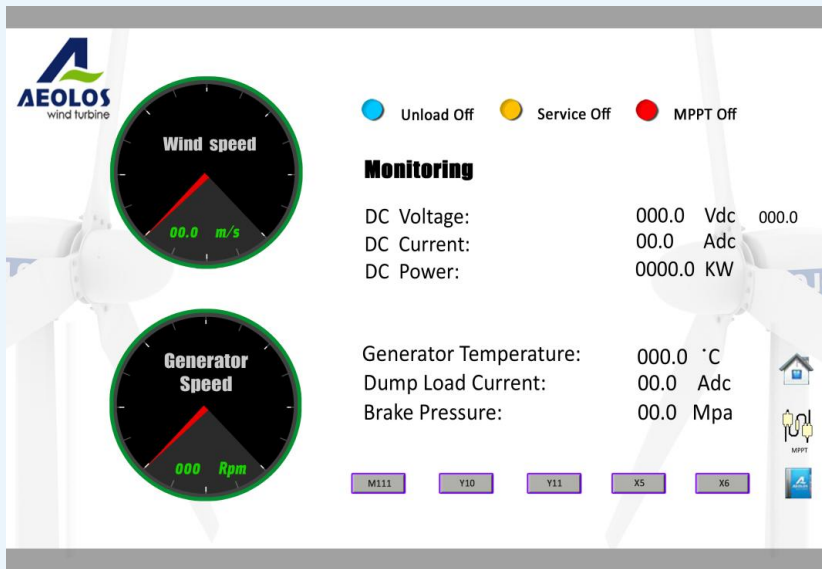 AEOLOS
wind turbine
Unload Off
Service Off
MPPT Off
Wind speed
00.0 m/s
Monitoring
DC Voltage: 000.0 Vdc 000.0
DC Current: 00.0 Adc
DC Power: 0000.0 KW
Generator
Speed
000 Rpm
Generator Temperature: 000.0 °C
Dump Load Current: 00.0 Adc
Brake Pressure: 00.0 Mpa
MPPT
M111
Y10
Y11
X5
X6